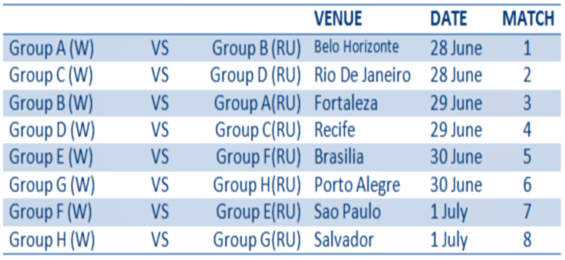 VENUE DATE MATCH
Group A (W) VS Group B (RU) Belo Horizonte 28 June 1
Group C (W) VS Group D (RU) Rio De Janeiro 28 June 2
Group B (W) VS Group A(RU) Fortaleza 29 June 3
Group D (W) VS Group C(RU) Recife 29 June 4
Group E (W) VS Group F(RU) Brasilia 30 June 5
Group G (W) VS Group H(RU) Porto Alegre 30 June 6
Group F (W) VS Group E(RU) Sao Paulo 1 July 7
Group H (W) VS Group G(RU) Salvador 1 July 8